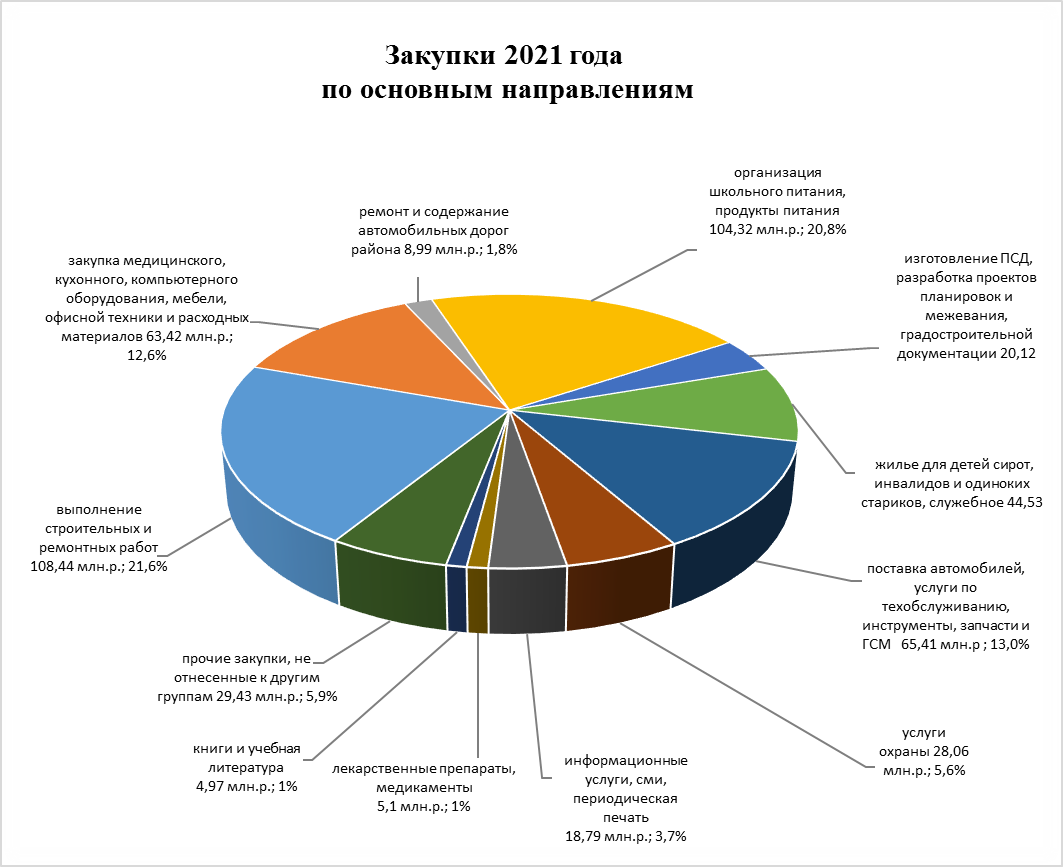 Закупки 2021 года
по основным направлениям
организация
школьного питания,
продукты питания
104,32 млн.р.; 20,8%
ремонт и содержание
автомобильных дорог
района 8,99 млн.р.; 1,8%
закупка медицинского,
кухонного, компьютерного
оборудования, мебели,
офисной техники и расходных
материалов 63,42 млн.р.;
12,6%
изготовление ПСД,
разработка проектов
планировок и
межевания,
градостроительной
документации 20,12
жилье для детей сирот,
инвалидов и одиноких
стариков, служебное 44,53
выполнение
строительных и
ремонтных работ
108,44 млн.р.; 21,6%
поставка автомобилей,
услуги по
техобслуживанию,
инструменты, запчасти и
ГСМ 65,41 млн.р ; 13,0%
прочие закупки, не
отнесенные к другим
группам 29,43 млн.р.; 5,9%
книги и учебная
литература
4,97 млн.р.; 1%
лекарственные препараты,
медикаменты
5,1 млн.р.; 1%
информационные
услуги, сми,
периодическая
печать
18,79 млн.р.; 3,7%
услуги
охраны 28,06
млн.р.; 5,6%